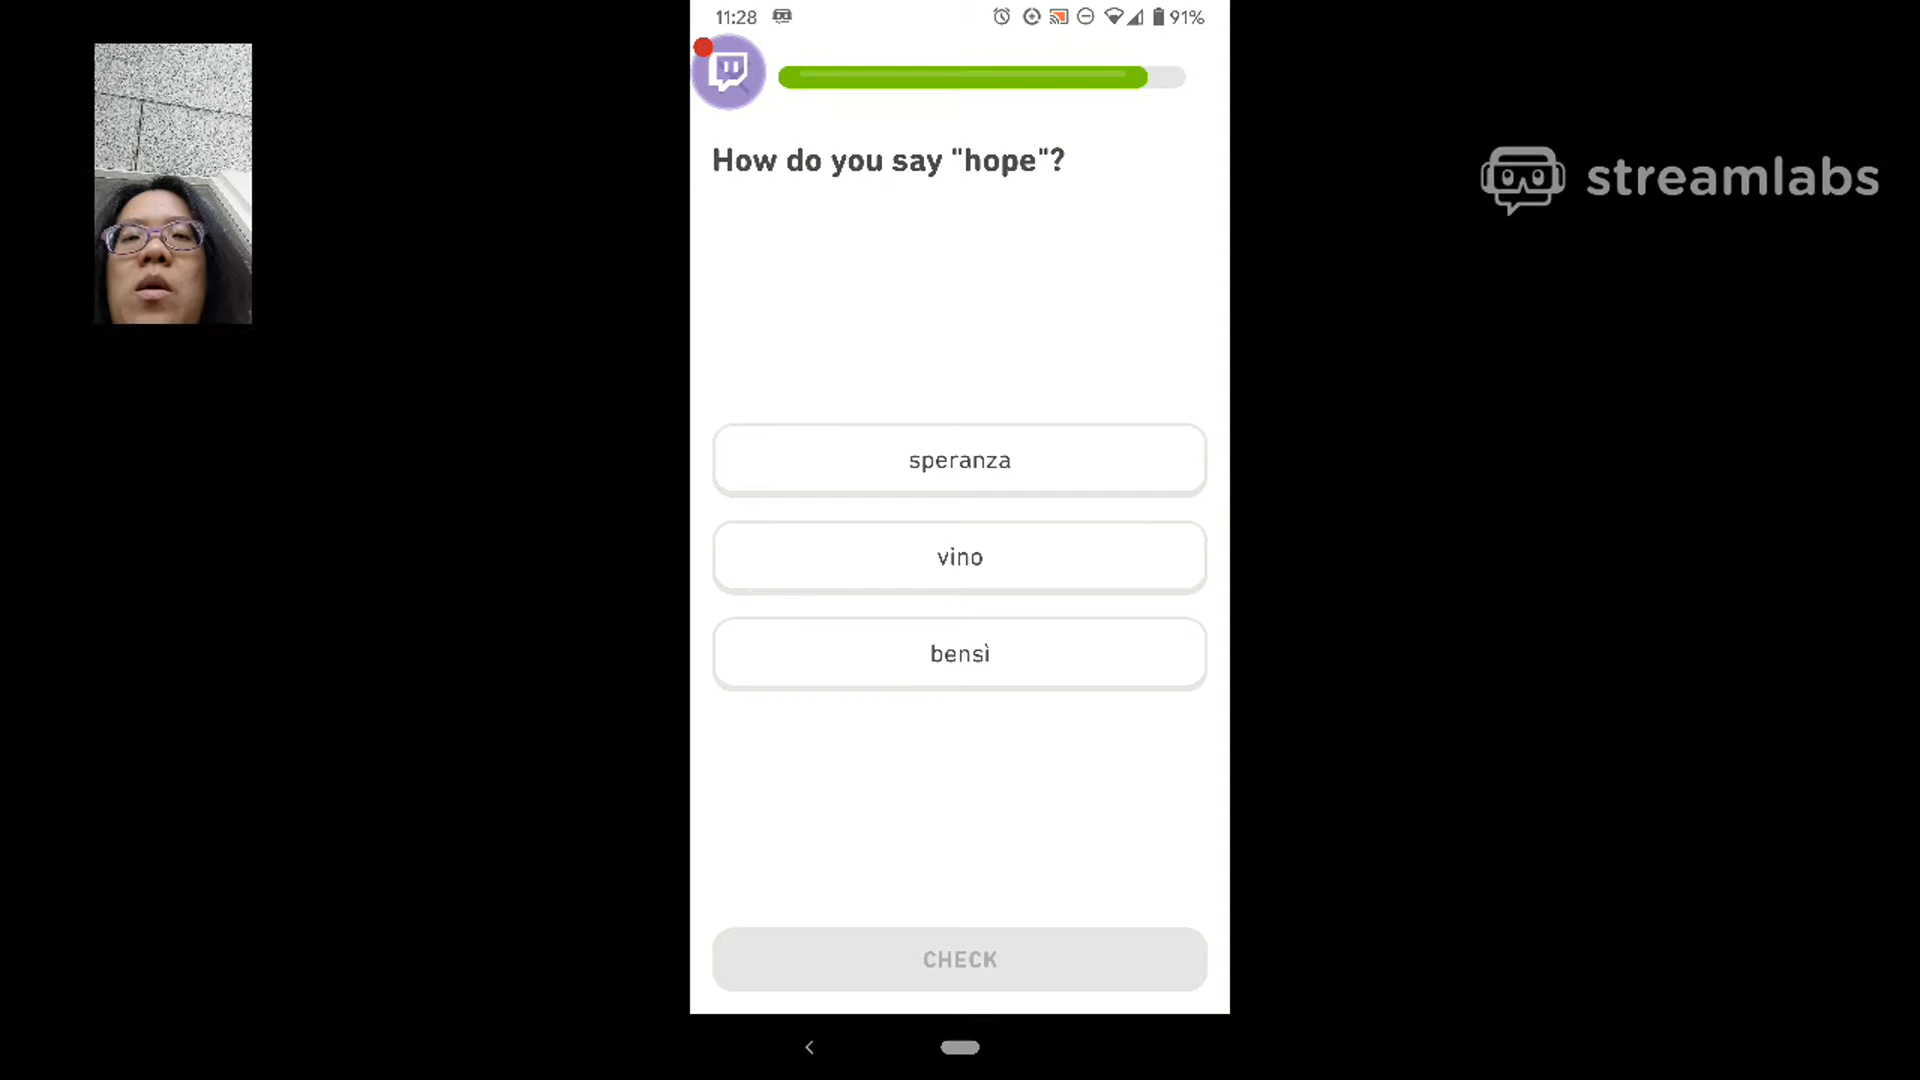 11:28
91%
How do you say "hope"?
streamlabs
speranza
vino
bensì
CHECK